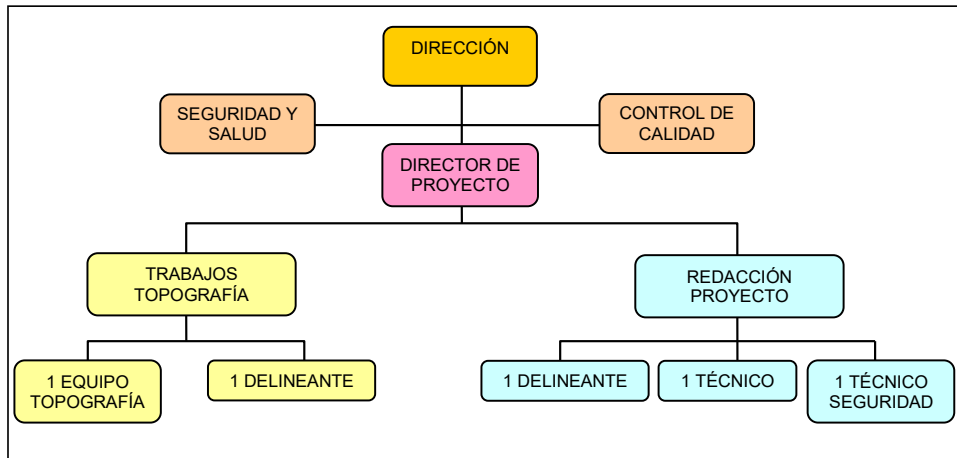 DIRECCIÓN
SEGURIDAD Y
SALUD
CONTROL DE
CALIDAD
DIRECTOR DE
PROYECTO
TRABAJOS
TOPOGRAFÍA
REDACCIÓN
PROYECTO
1 EQUIPO
TOPOGRAFÍA
1 DELINEANTE
1 DELINEANTE
1 TÉCNICO
1 TÉCNICO
SEGURIDAD